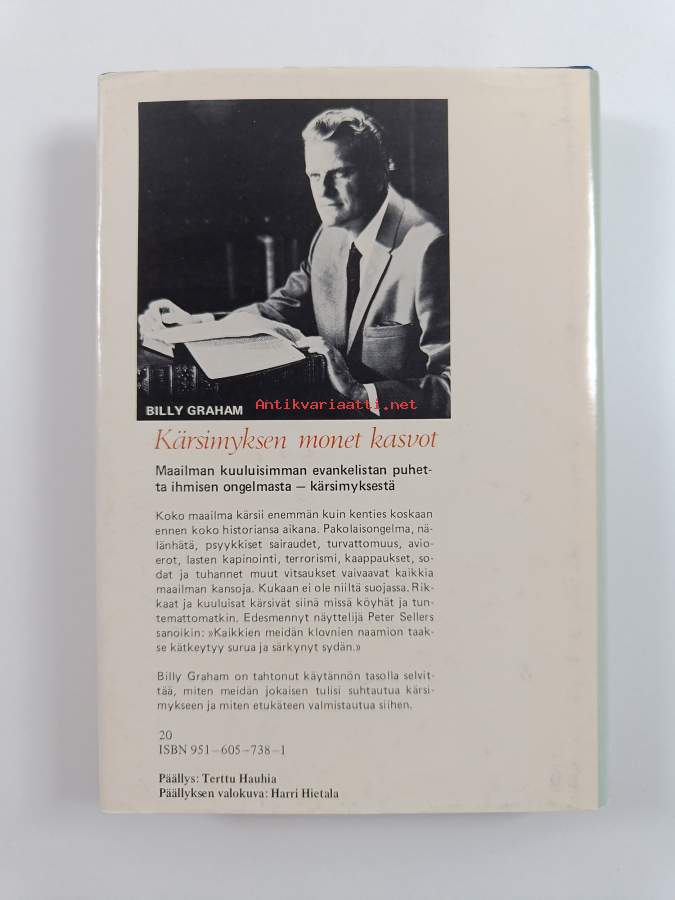 BILLY GRAHAM
Antikvariaatti.net
Kärsimyksen monet kasvot
Maailman kuuluisimman evankelistan puhet-
ta ihmisen ongelmasta – kärsimyksestä
Koko maailma kärsii enemmän kuin kenties koskaan
ennen koko historiansa aikana. Pakolaisongelma, nä-
länhätä, psyykkiset sairaudet, turvattomuus, avio-
erot, lasten kapinointi, terrorismi, kaappaukset, so-
dat ja tuhannet muut vitsaukset vaivaavat kaikkia
maailman kansoja. Kukaan ei ole niiltä suojassa. Rik-
kaat ja kuuluisat kärsivät siinä missä köyhät ja tun-
temattomatkin. Edesmennyt näyttelijä Peter Sellers
sanoikin: »Kaikkien meidän klovnien naamion taak-
se kätkeytyy surua ja särkynyt sydän.»
Billy Graham on tahtonut käytännön tasolla selvit-
tää, miten meidän jokaisen tulisi suhtautua kärsi-
mykseen ja miten etukäteen valmistautua siihen.
20
ISBN 951–605–738–1
Päällys: Terttu Hauhia
Päällyksen valokuva: Harri Hietala